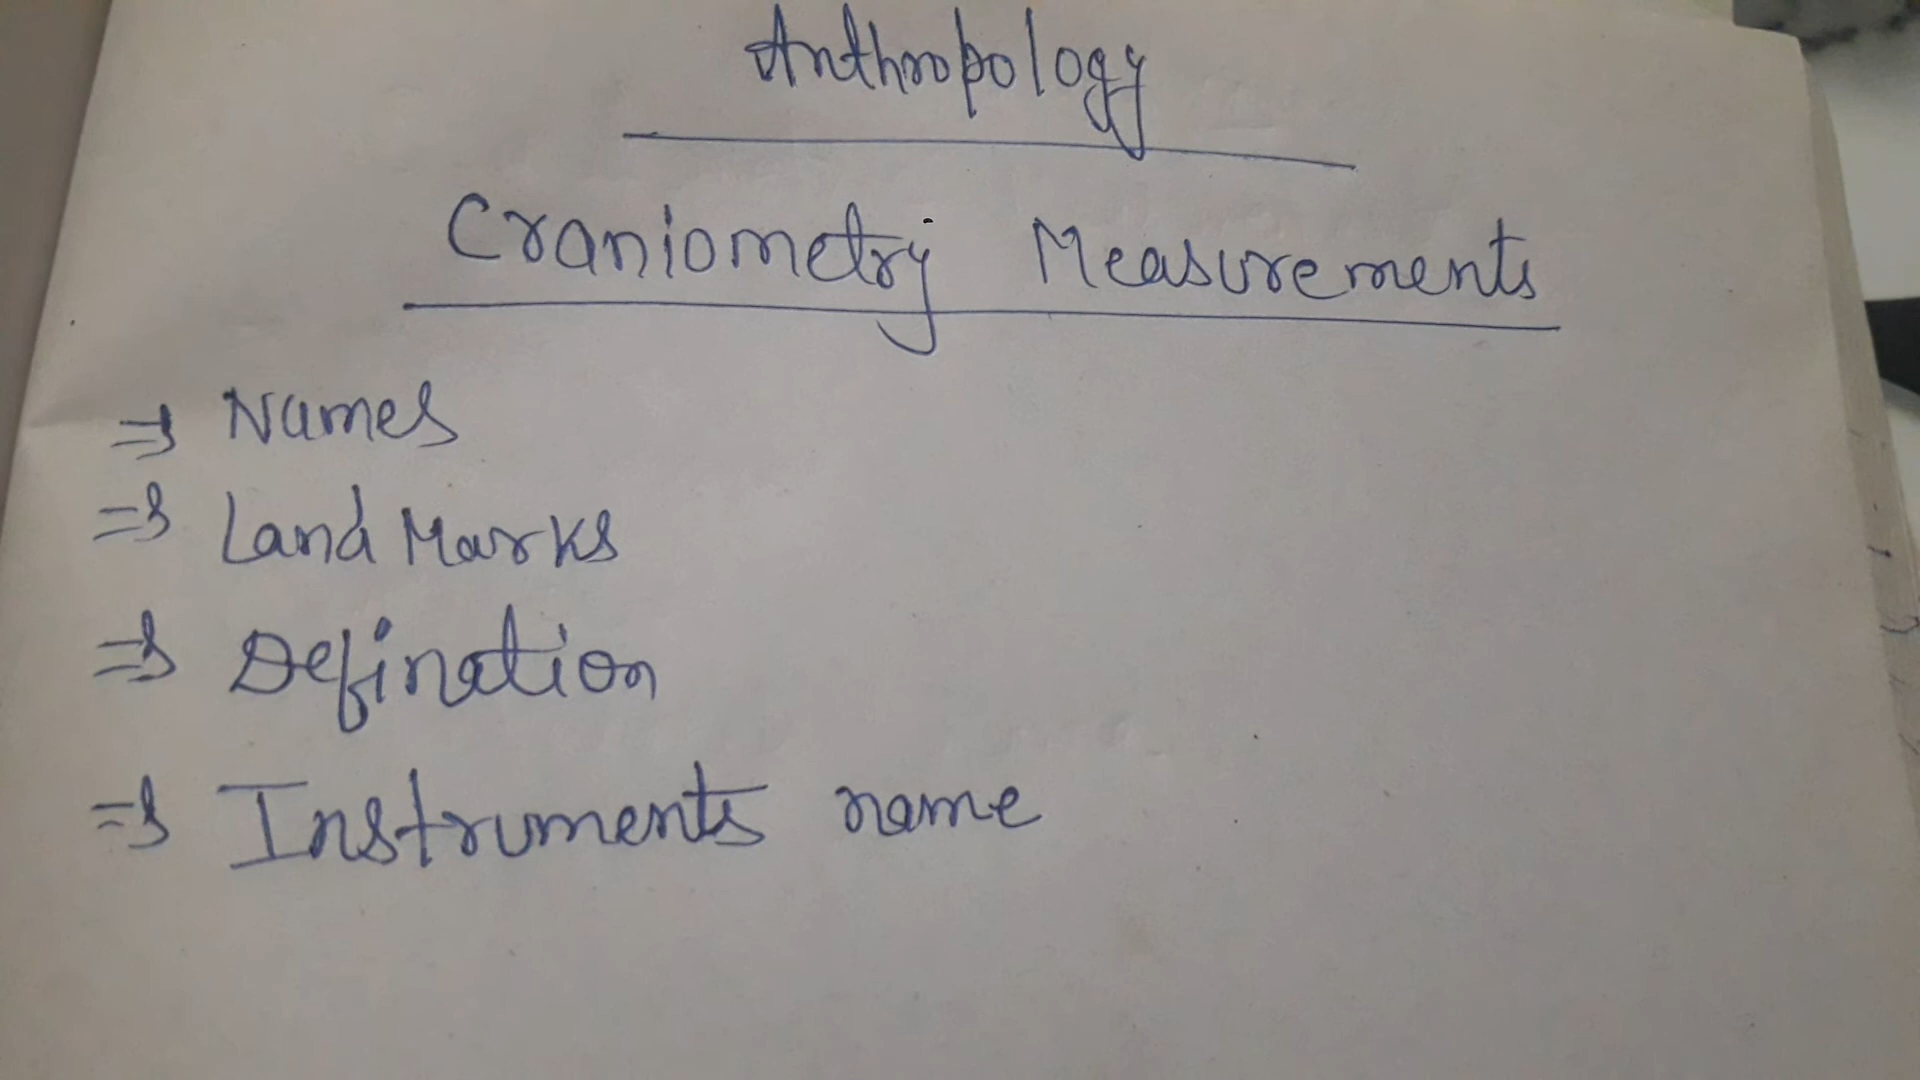 Anthropology
Craniometry Measurements
⇒ Names
⇒ Land Marks
⇒ Defination
⇒ Instruments name